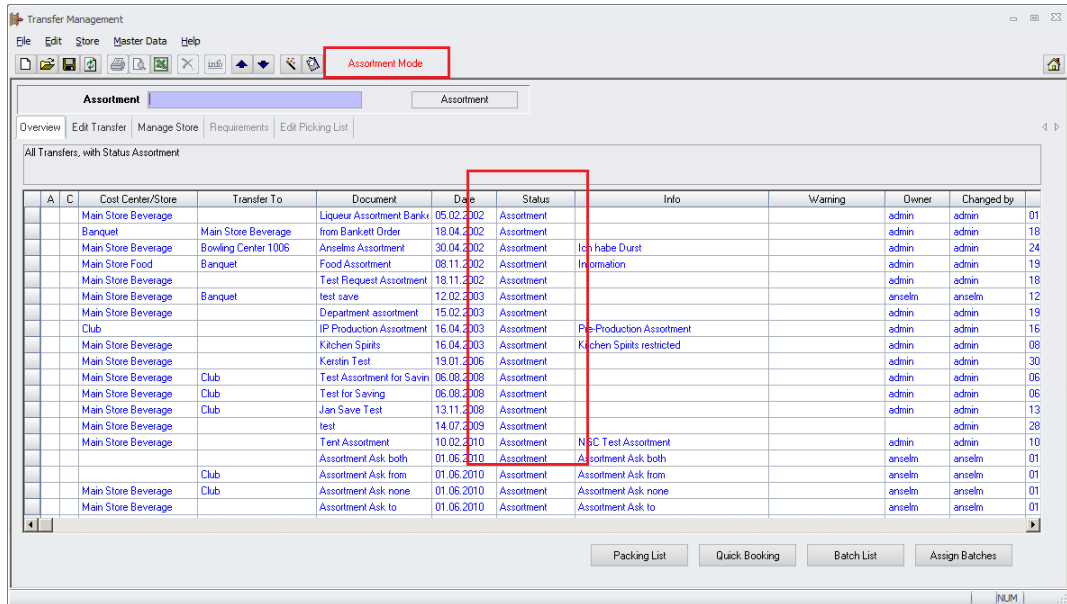 Transfer Management
File Edit Store Master Data Help
info Assortment Mode
Assortment Assortment
Overview Edit Transfer Manage Store Requirements Edit Picking List
All Transfers, with Status Assortment
A C Cost Center/Store Transfer To Document Date Status Info Warning Owner Changed by
Main Store Beverage Liqueur Assortment Banke 05.02.2002 Assortment admin admin 01
Banquet Main Store Beverage from Bankett Order 18.04.2002 Assortment admin admin 18
Main Store Beverage Bowling Center 1006 Anselms Assortment 30.04.2002 Assortment Ich habe Durst admin admin 24
Main Store Food Banquet Food Assortment 08.11.2002 Assortment Information admin admin 19
Main Store Beverage Test Request Assortment 18.11.2002 Assortment admin admin 18
Main Store Beverage Banquet test save 12.02.2003 Assortment anselm anselm 12
Main Store Beverage Department assortment 15.02.2003 Assortment admin admin 19
Club IP Production Assortment 16.04.2003 Assortment Pre-Production Assortment admin admin 16
Main Store Beverage Kitchen Spirits 16.04.2003 Assortment Kitchen Spirits restricted admin admin 08
Main Store Beverage Kerstin Test 19.01.2006 Assortment admin admin 30
Main Store Beverage Club Test Assortment for Savin 06.08.2008 Assortment admin admin 06
Main Store Beverage Club Test for Saving 06.08.2008 Assortment admin admin 06
Main Store Beverage Club Jan Save Test 13.11.2008 Assortment admin admin 13
Main Store Beverage test 14.07.2009 Assortment admin 28
Main Store Beverage Tent Assortment 10.02.2010 Assortment NGC Test Assortment admin admin 10
Assortment Ask both 01.06.2010 Assortment Assortment Ask both anselm anselm 01
Club Assortment Ask from 01.06.2010 Assortment Assortment Ask from anselm anselm 01
Main Store Beverage Club Assortment Ask none 01.06.2010 Assortment Assortment Ask none anselm anselm 01
Main Store Beverage Assortment Ask to 01.06.2010 Assortment Assortment Ask to anselm anselm 01
Packing List Quick Booking Batch List Assign Batches
NUM